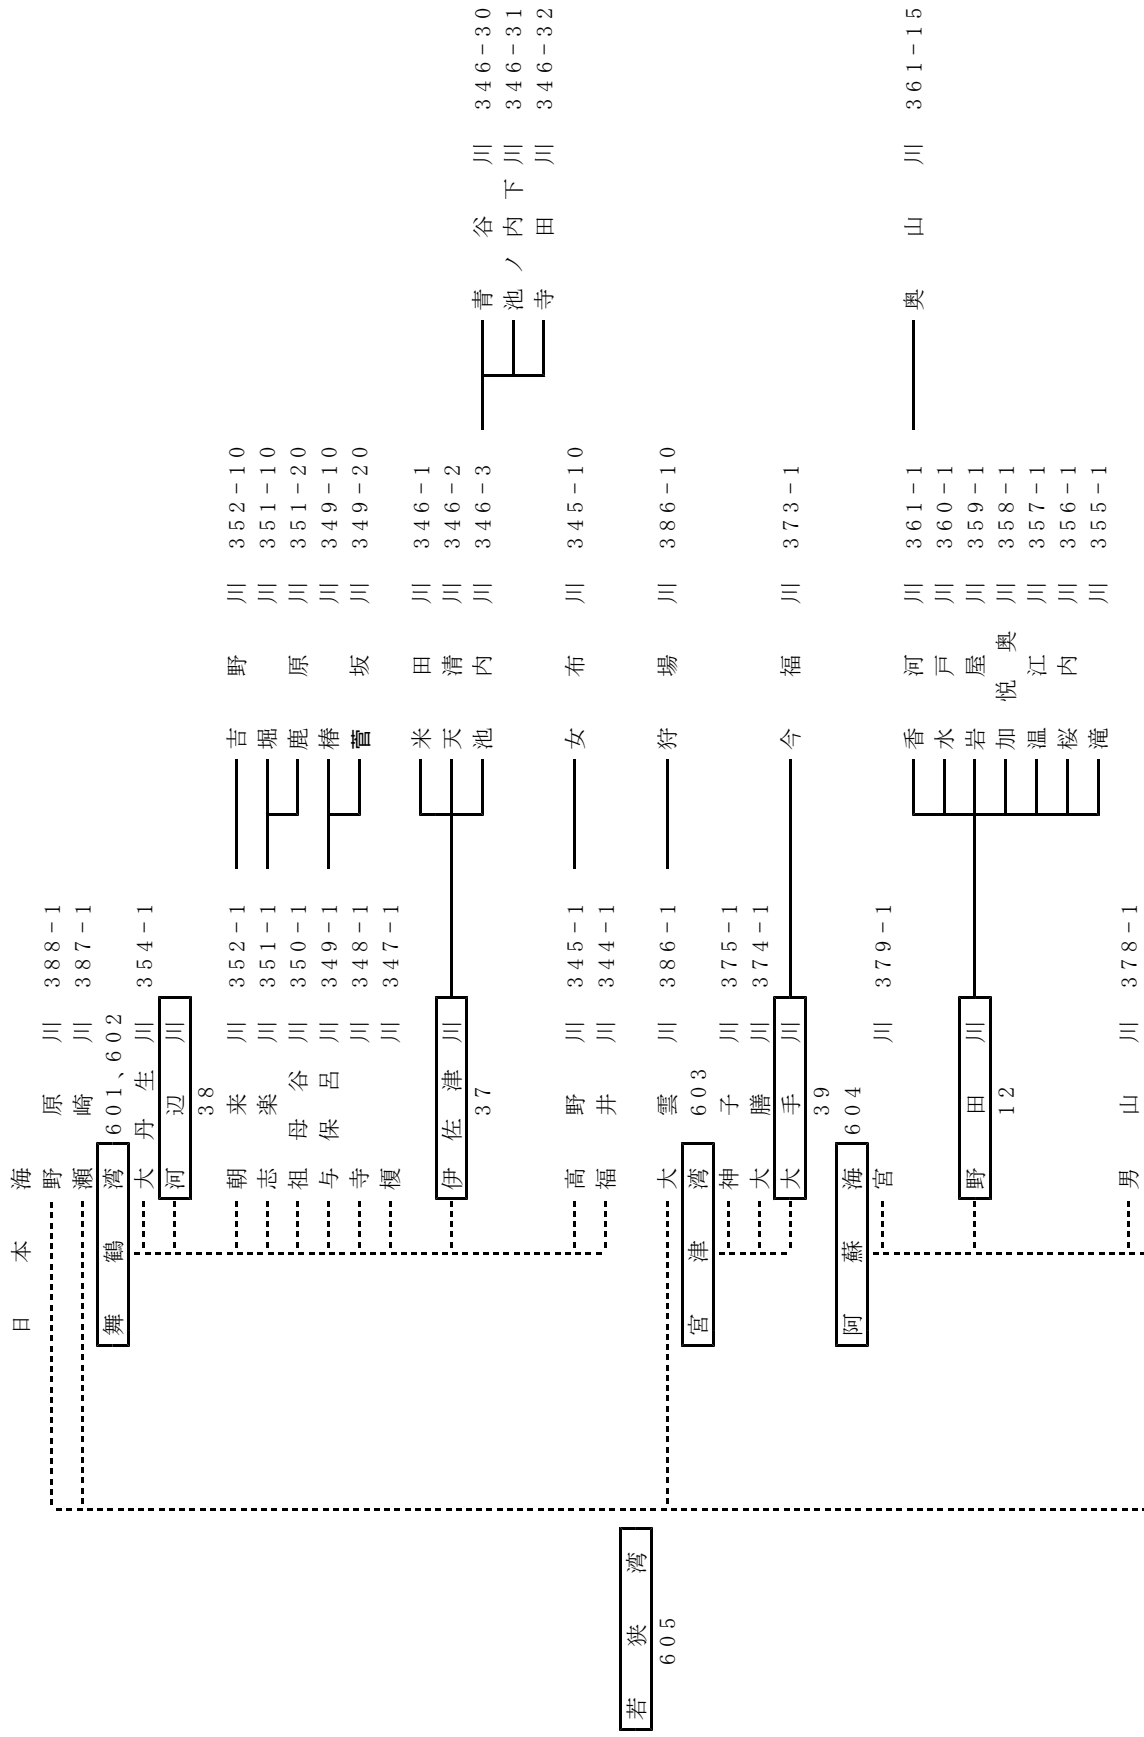 日本海
野原川 388-1
瀬崎川 387-1
舞鶴湾 601、602
大丹生川 354-1
河辺川
38
朝来川 352-1 吉野川 352-10
志楽川 351-1 堀川 351-10
祖母谷川 350-1 鹿原川 351-20
与保呂川 349-1 椿川 349-10
寺川 348-1 菅坂川 349-20
榎川 347-1
米田川 346-1
伊佐津川 天清川 346-2
37
池内川 346-3 青谷川 346-30
池ノ内下川 346-31
寺田川 346-32
高野川 345-1 女布川 345-10
福井川 344-1
若狭湾
605
大雲川 386-1 狩場川 386-10
宮津湾 603
神子川 375-1
大膳川 374-1
大手川 今福川 373-1
39
阿蘇海 604
宮川 379-1
香河川 361-1 奥山川 361-15
水戸川 360-1
野田川 岩屋川 359-1
12
加悦奥川 358-1
温江川 357-1
桜内川 356-1
滝川 355-1
男山川 378-1